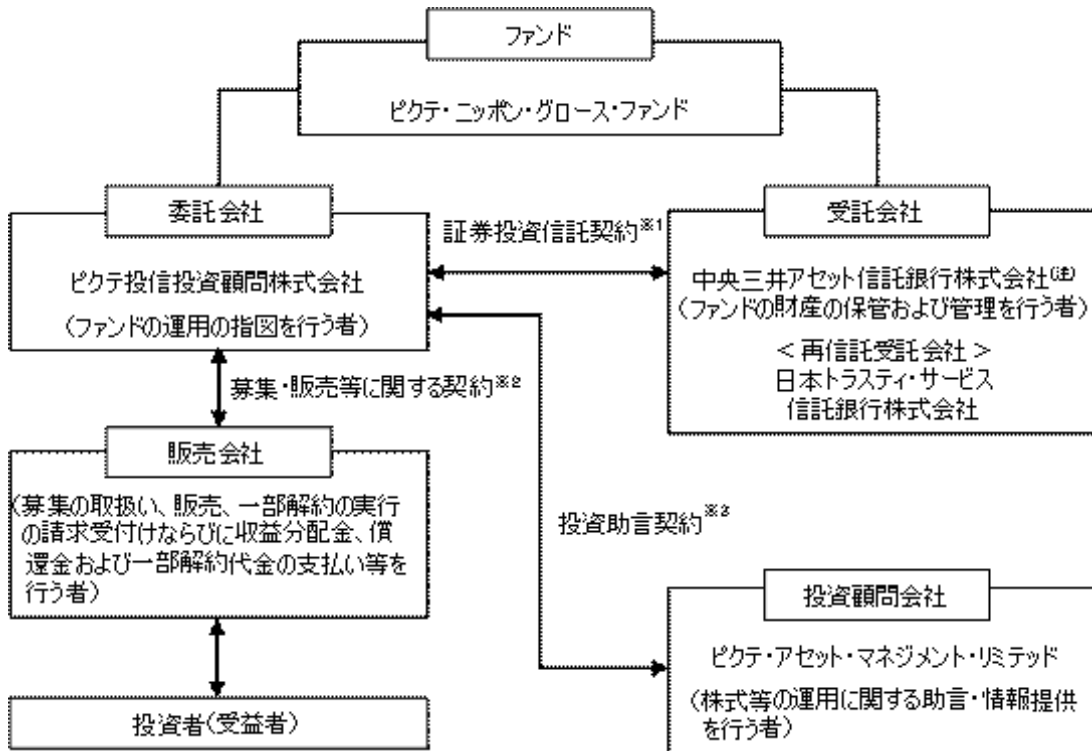 ファンド
ピクテ・ニッポン・グロース・ファンド
委託会社
ピクテ投信投資顧問株式会社
(ファンドの運用の指図を行う者)
証券投資信託契約※1
受託会社
中央三井アセット信託銀行株式会社(注)
(ファンドの財産の保管および管理を行う者)
<再信託受託会社>
日本トラスティ・サービス
信託銀行株式会社
募集・販売等に関する契約※2
販売会社
(募集の取扱い、販売、一部解約の実行
の請求受付けならびに収益分配金、償
還金および一部解約代金の支払い等を
行う者)
投資助言契約※3
投資顧問会社
ピクテ・アセット・マネジメント・リミテッド
(株式等の運用に関する助言・情報提供
を行う者)
投資者(受益者)